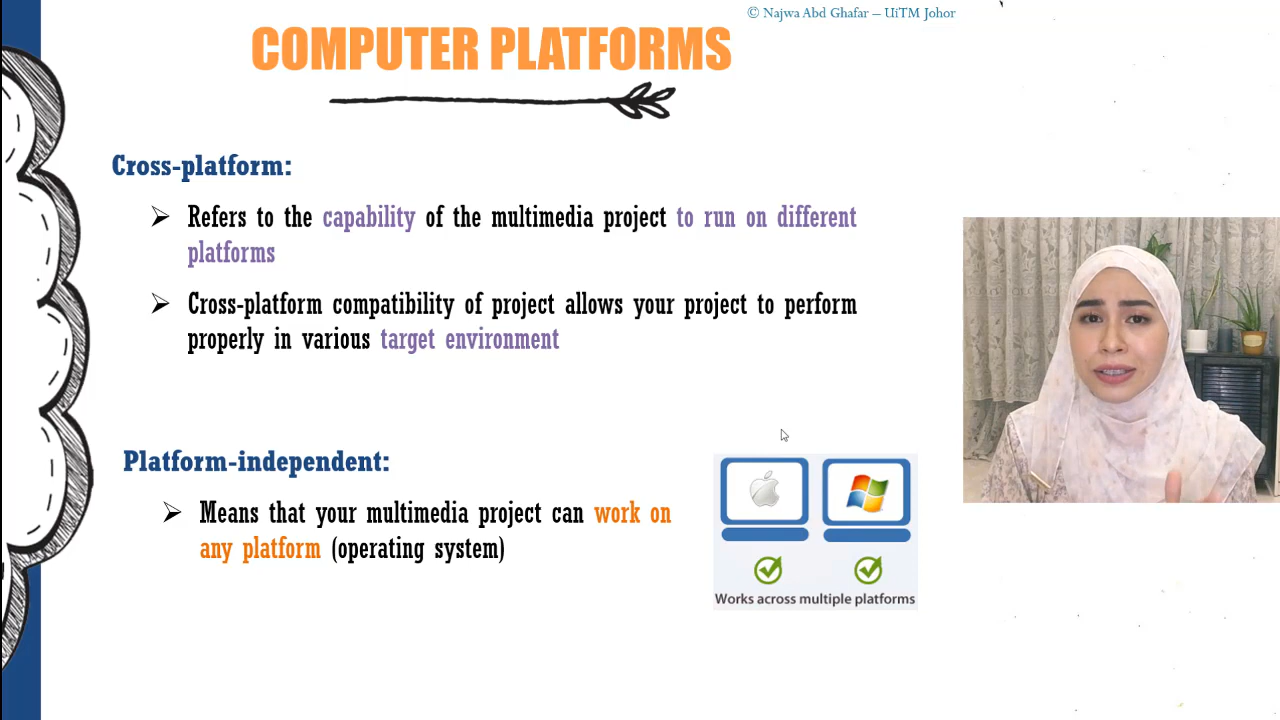 © Najwa Abd Ghafar – UiTM Johor
COMPUTER PLATFORMS
Cross-platform:
Refers to the capability of the multimedia project to run on different
platforms
Cross-platform compatibility of project allows your project to perform
properly in various target environment
Platform-independent:
Means that your multimedia project can work on
any platform (operating system)
Works across multiple platforms